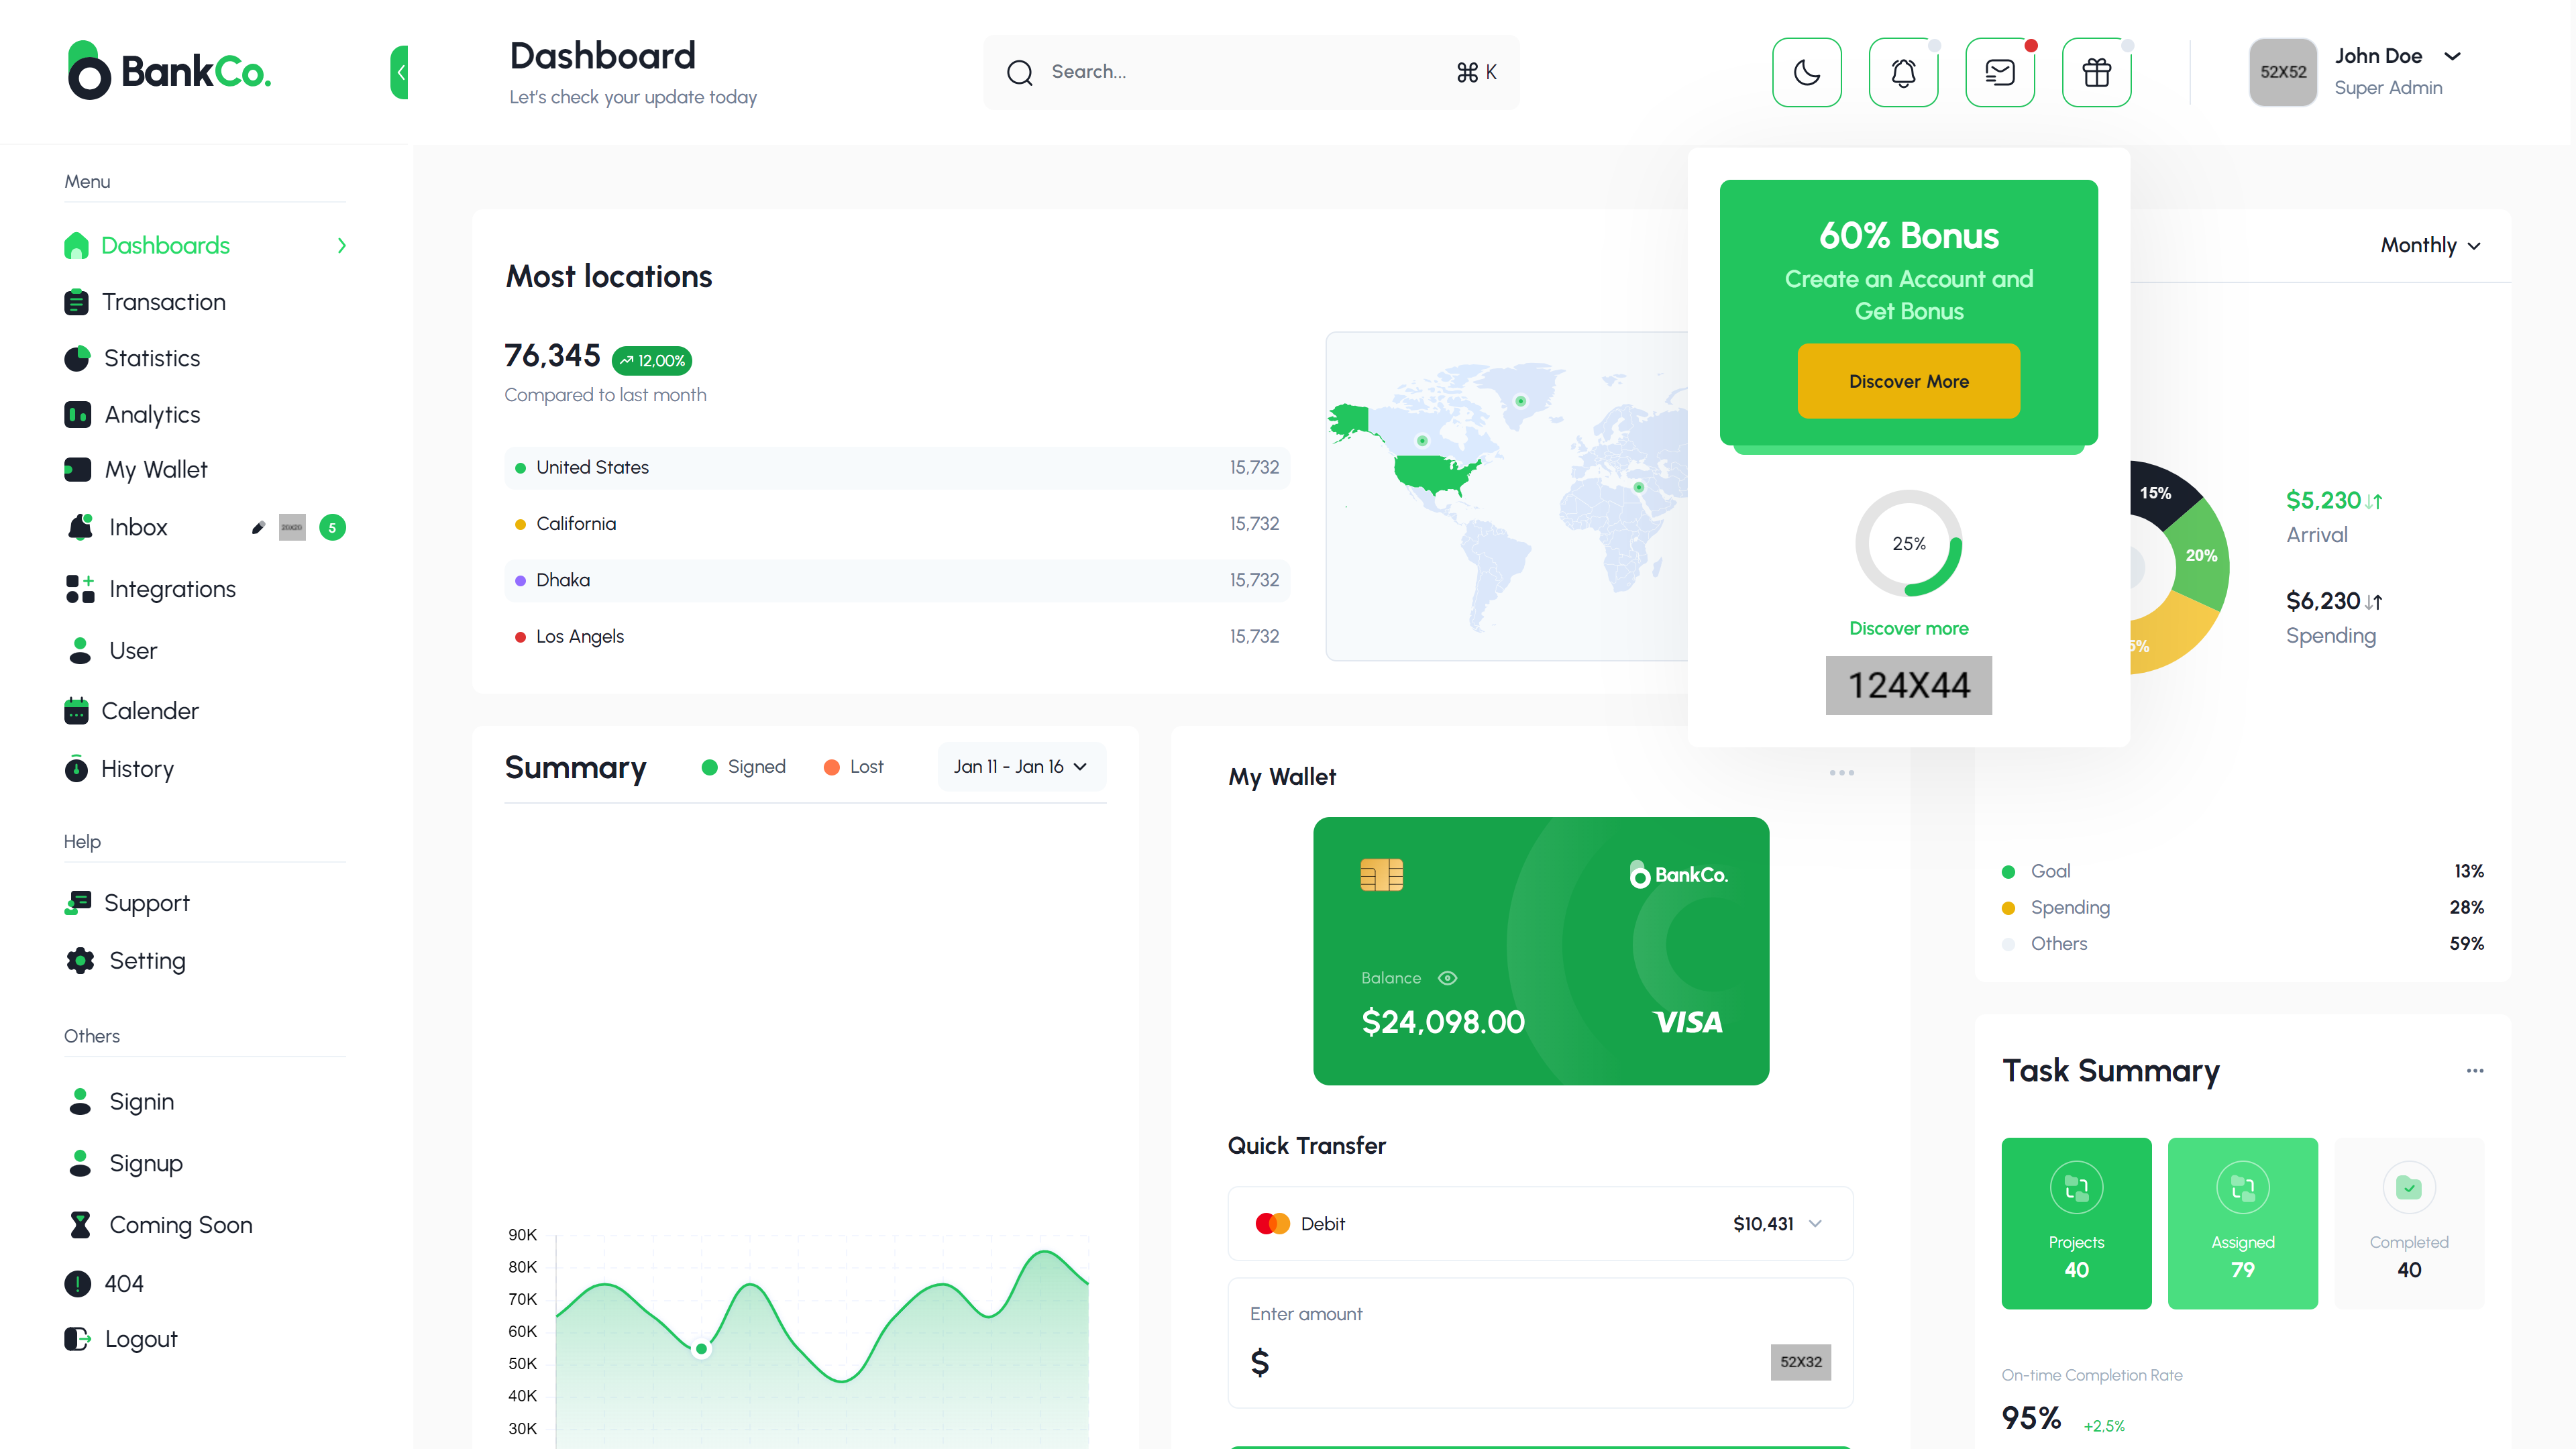 BankCo.
Dashboard
Let's check your update today
Search...
⌘ K
52X52
John Doe
Super Admin
Menu
Dashboards
Transaction
Statistics
Analytics
My Wallet
Inbox
20X20
5
Integrations
User
Calender
History
Help
Support
Setting
Others
Signin
Signup
Coming Soon
404
Logout
Most locations
76,345
12,00%
Compared to last month
United States 15,732
California 15,732
Dhaka 15,732
Los Angels 15,732
60% Bonus
Create an Account and
Get Bonus
Discover More
25%
Discover more
124X44
Monthly
15%
20%
5%
$5,230
Arrival
$6,230
Spending
Goal 13%
Spending 28%
Others 59%
Summary
Signed
Lost
Jan 11 - Jan 16
90K
80K
70K
60K
50K
40K
30K
My Wallet
BankCo.
Balance
$24,098.00
VISA
Quick Transfer
Debit
$10,431
Enter amount
$
52X32
Task Summary
Projects
40
Assigned
79
Completed
40
On-time Completion Rate
95%
+2,5%